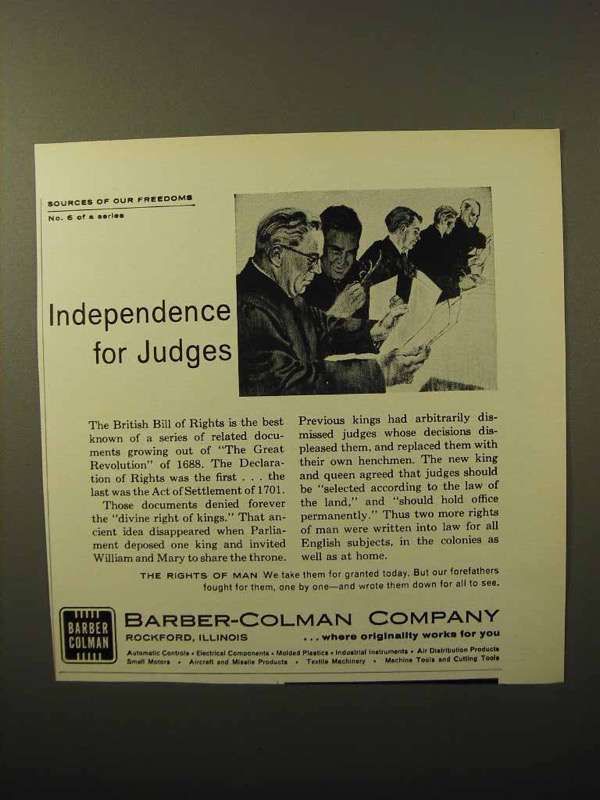 SOURCES OF OUR FREEDOMS
No. 6 of a series
Independence
for Judges
The British Bill of Rights is the best
known of a series of related docu-
ments growing out of "The Great
Revolution" of 1688. The Declara-
tion of Rights was the first . . . the
last was the Act of Settlement of 1701.
Those documents denied forever
the "divine right of kings." That an-
cient idea disappeared when Parlia-
ment deposed one king and invited
William and Mary to share the throne.
Previous kings had arbitrarily dis-
missed judges whose decisions dis-
pleased them, and replaced them with
their own henchmen. The new king
and queen agreed that judges should
be "selected according to the law of
the land," and "should hold office
permanently." Thus two more rights
of man were written into law for all
English subjects, in the colonies as
well as at home.
THE RIGHTS OF MAN We take them for granted today. But our forefathers
fought for them, one by one—and wrote them down for all to see.
BARBER
COLMAN
BARBER-COLMAN COMPANY
ROCKFORD, ILLINOIS . . . where originality works for you
Automatic Controls • Electrical Components • Molded Plastics • Industrial Instruments • Air Distribution Products
Small Motors • Aircraft and Missile Products • Textile Machinery • Machine Tools and Cutting Tools